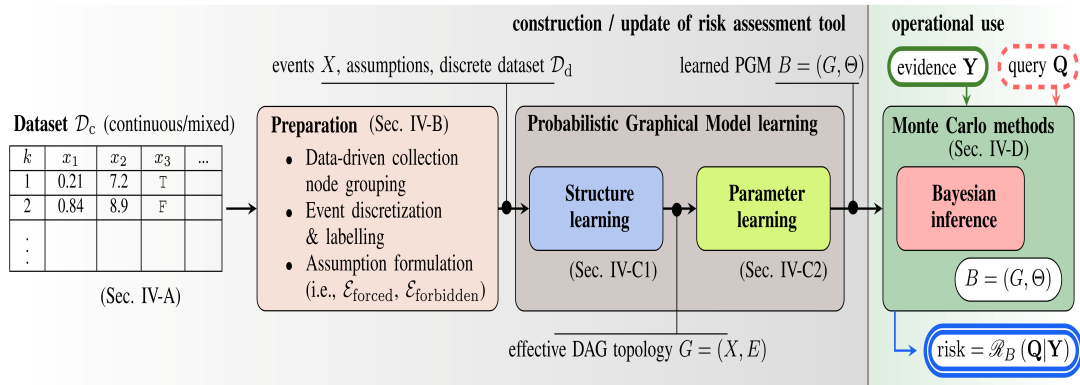 construction / update of risk assessment tool
operational use
events X, assumptions, discrete dataset 𝒟d
learned PGM B = (G, Θ)
evidence Y
query Q
Dataset 𝒟c (continuous/mixed)
k x1 x2 x3 ...
1 0.21 7.2 T
2 0.84 8.9 F
⋮
(Sec. IV-A)
Preparation (Sec. IV-B)
• Data-driven collection
node grouping
• Event discretization
& labelling
• Assumption formulation
(i.e., ℰforced, ℰforbidden)
Probabilistic Graphical Model learning
Structure
learning
(Sec. IV-C1)
Parameter
learning
(Sec. IV-C2)
Monte Carlo methods
(Sec. IV-D)
Bayesian
inference
B = (G, Θ)
effective DAG topology G = (X, E)
risk = ℛB (Q|Y)